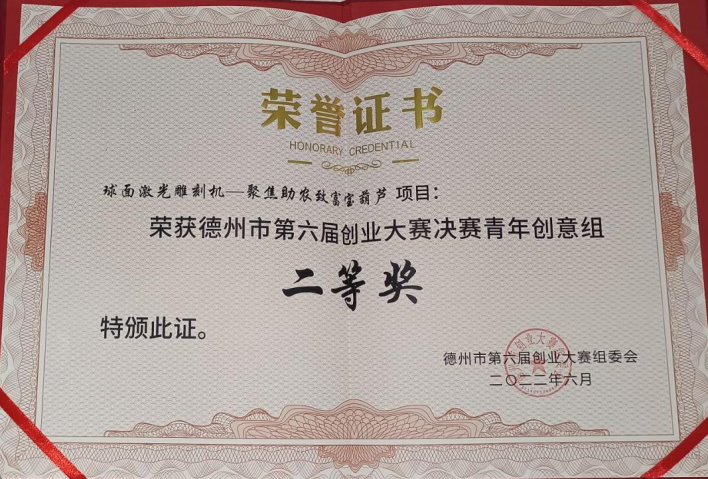 荣誉证书
HONORARY CREDENTIAL
球面激光雕刻机—聚焦助农致富宝葫芦 项目：
荣获德州市第六届创业大赛决赛青年创意组
二等奖
特颁此证。
德州市第六届创业大赛组委会
二〇二二年六月